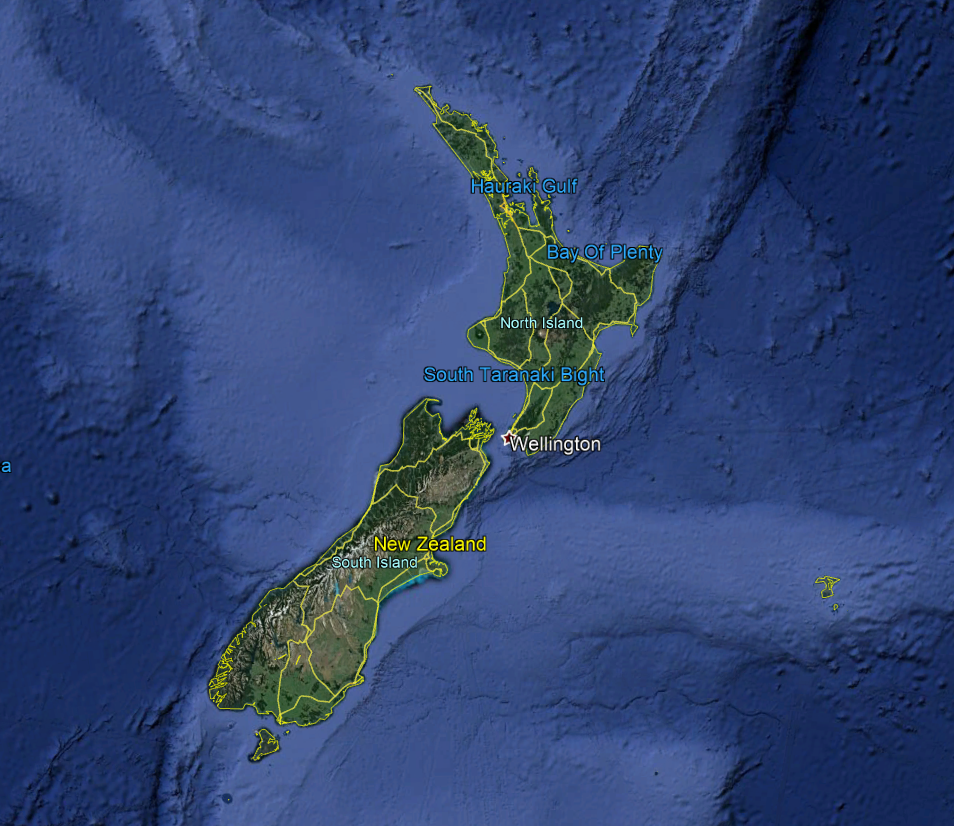 Hauraki Gulf
Bay Of Plenty
North Island
South Taranaki Bight
Wellington
a
New Zealand
South Island